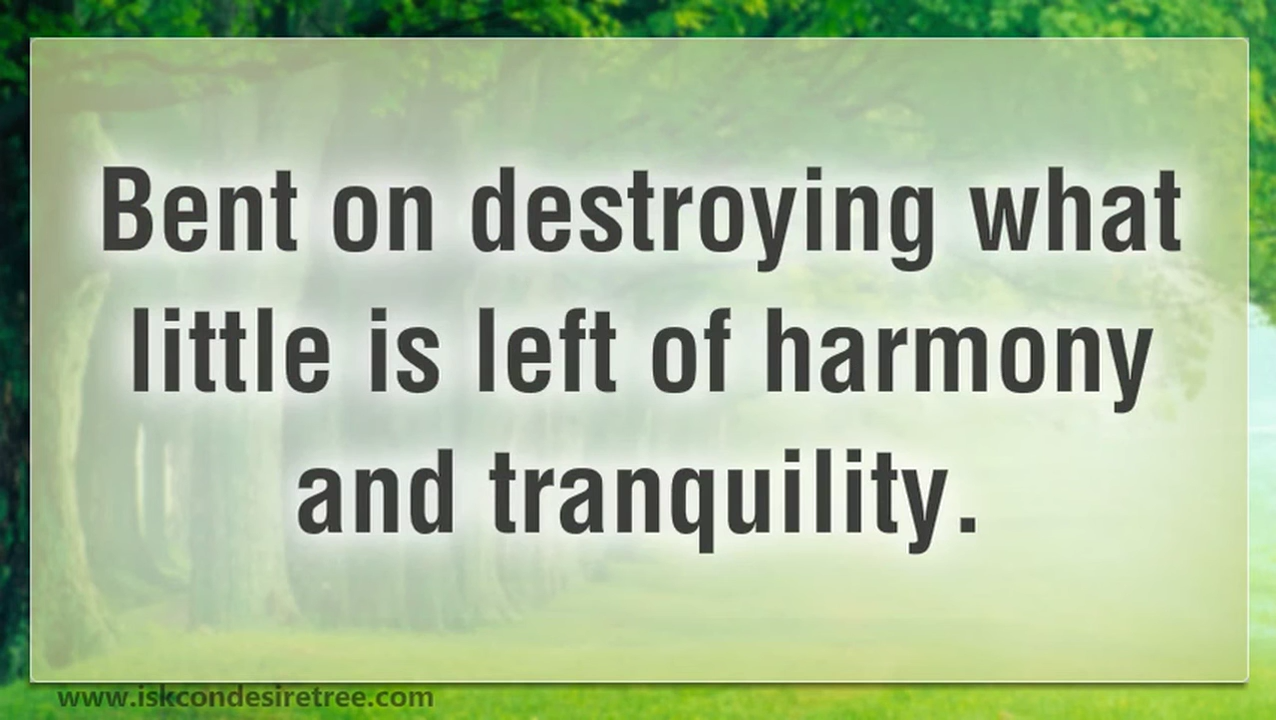 Bent on destroying what
little is left of harmony
and tranquility.
www.iskcondesiretree.com